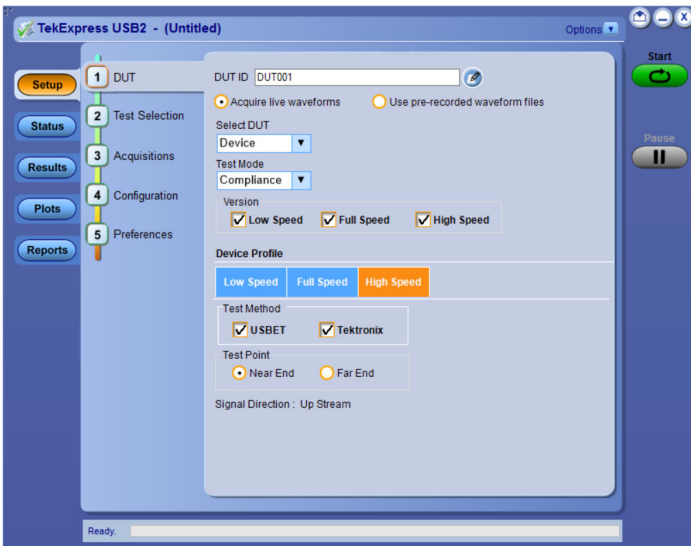 TekExpress USB2 - (Untitled)
Options
Start
Pause
Setup
Status
Results
Plots
Reports
1 DUT
2 Test Selection
3 Acquisitions
4 Configuration
5 Preferences
DUT ID DUT001
Acquire live waveforms Use pre-recorded waveform files
Select DUT
Device
Test Mode
Compliance
Version
Low Speed Full Speed High Speed
Device Profile
Low Speed Full Speed High Speed
Test Method
USBET Tektronix
Test Point
Near End Far End
Signal Direction : Up Stream
Ready.